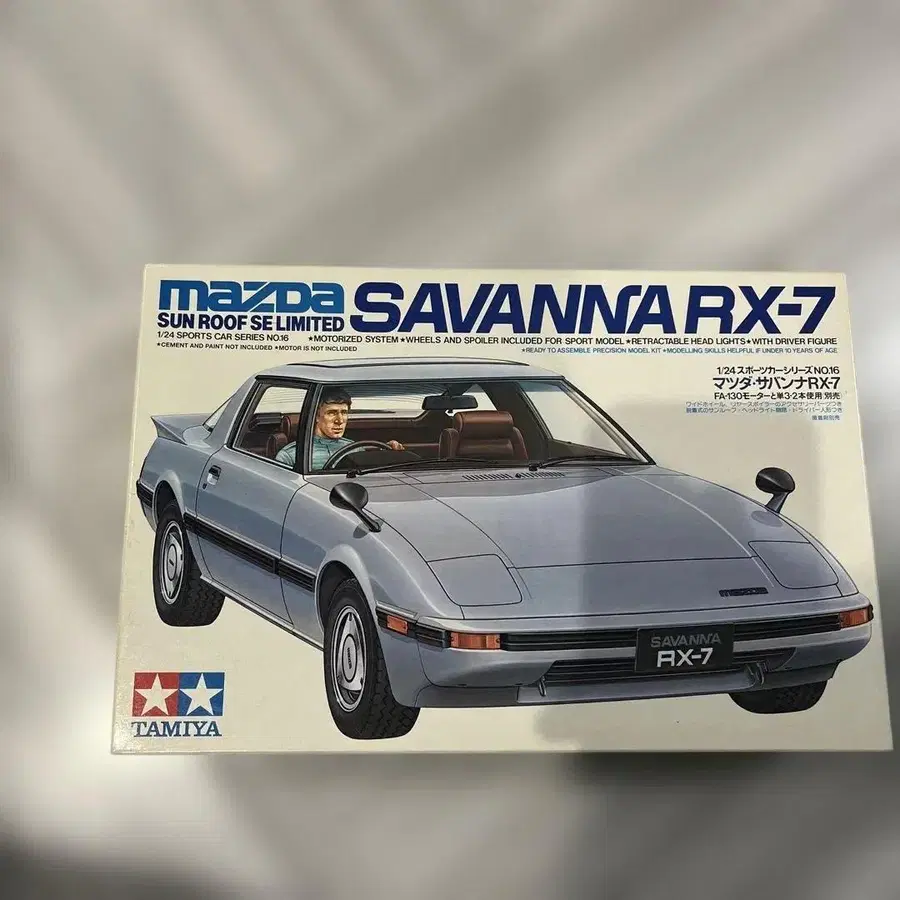 mazda SAVANNA RX-7
SUN ROOF SE LIMITED
1/24 SPORTS CAR SERIES NO.16 ★MOTORIZED SYSTEM ★WHEELS AND SPOILER INCLUDED FOR SPORT MODEL ★RETRACTABLE HEAD LIGHTS ★WITH DRIVER FIGURE
★CEMENT AND PAINT NOT INCLUDED ★MOTOR IS NOT INCLUDED ★READY TO ASSEMBLE PRECISION MODEL KIT ★MODELLING SKILLS HELPFUL IF UNDER 10 YEARS OF AGE
1/24 スポーツカーシリーズ NO.16
マツダ・サバンナRX-7
FA-130モーターと単3・2本使用(別売)
mazda
SAVANNA
RX-7
TAMIYA